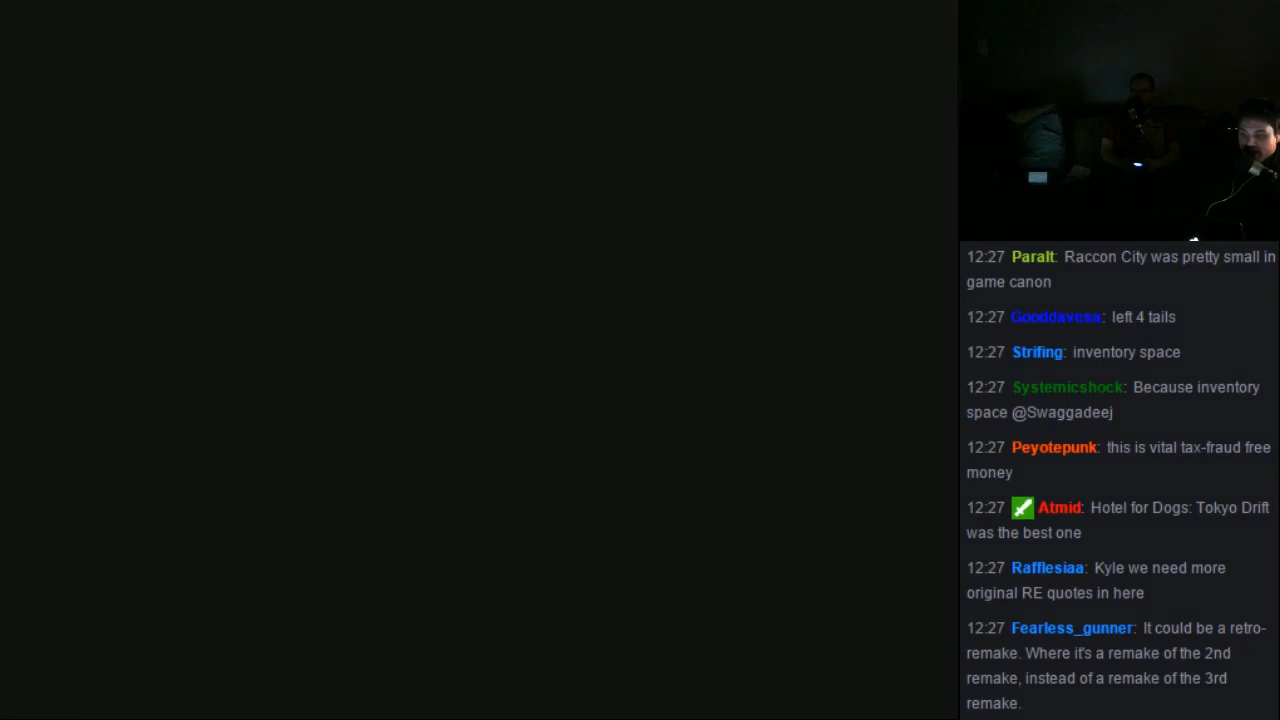 12:27 Paralt: Raccon City was pretty small in
game canon
12:27 Gooddavesa: left 4 tails
12:27 Strifing: inventory space
12:27 Systemicshock: Because inventory
space @Swaggadeej
12:27 Peyotepunk: this is vital tax-fraud free
money
12:27 Atmid: Hotel for Dogs: Tokyo Drift
was the best one
12:27 Rafflesiaa: Kyle we need more
original RE quotes in here
12:27 Fearless_gunner: It could be a retro-
remake. Where it's a remake of the 2nd
remake, instead of a remake of the 3rd
remake.